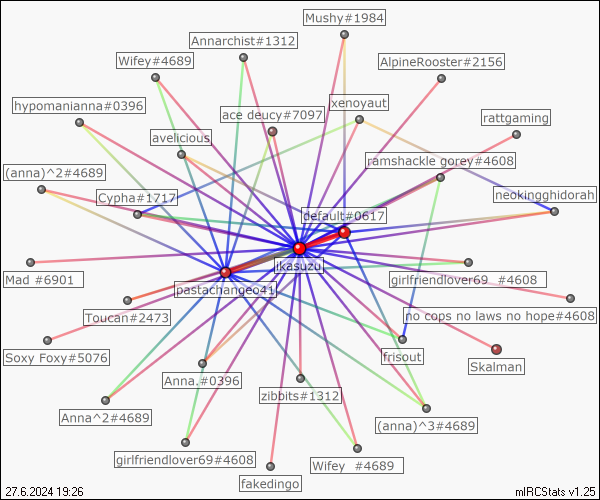 Mushy#1984
Annarchist#1312
Wifey#4689
AlpineRooster#2156
hypomanianna#0396
xenoyaut
ace deucy#7097
rattgaming
avelicious
ramshackle gorey#4608
(anna)^2#4689
Cypha#1717
neokingghidorah
default#0617
ikasuzu
Mad #6901
girlfriendlover69 #4608
pastachangeo41
Toucan#2473
no cops no laws no hope#4608
Soxy Foxy#5076
frisout
Skalman
Anna.#0396
zibbits#1312
Anna^2#4689
(anna)^3#4689
girlfriendlover69#4608
Wifey #4689
fakedingo
27.6.2024 19:26
mIRCStats v1.25